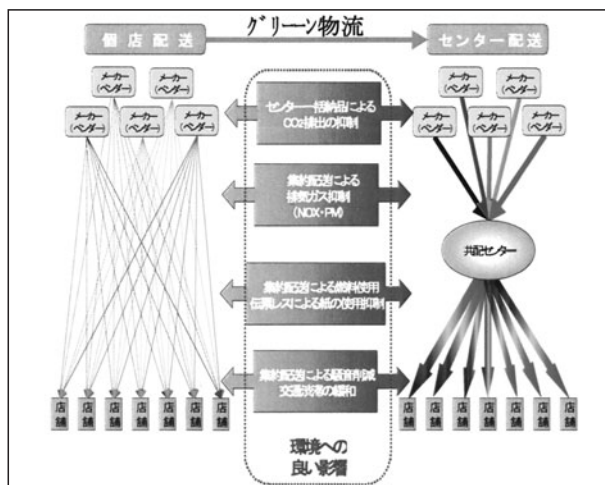 グリーン物流
個店配送
センター配送
メーカー
(ベンダー)
メーカー
(ベンダー)
メーカー
(ベンダー)
メーカー
(ベンダー)
メーカー
(ベンダー)
センター一括納品による
CO2排出の抑制
集約配送による
排気ガス抑制
(NOX・PM)
集約配送による燃料使用
伝票レスによる紙の使用抑制
集約配送による騒音削減
交通渋滞の緩和
環境への
良い影響
メーカー
(ベンダー)
メーカー
(ベンダー)
メーカー
(ベンダー)
メーカー
(ベンダー)
メーカー
(ベンダー)
共配センター
店舗
店舗
店舗
店舗
店舗
店舗
店舗
店舗
店舗
店舗
店舗
店舗
店舗
店舗